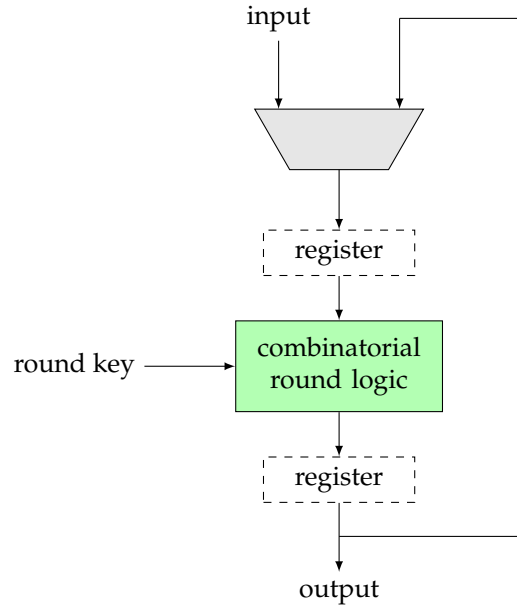 input
register
combinatorial
round logic
round key
register
output